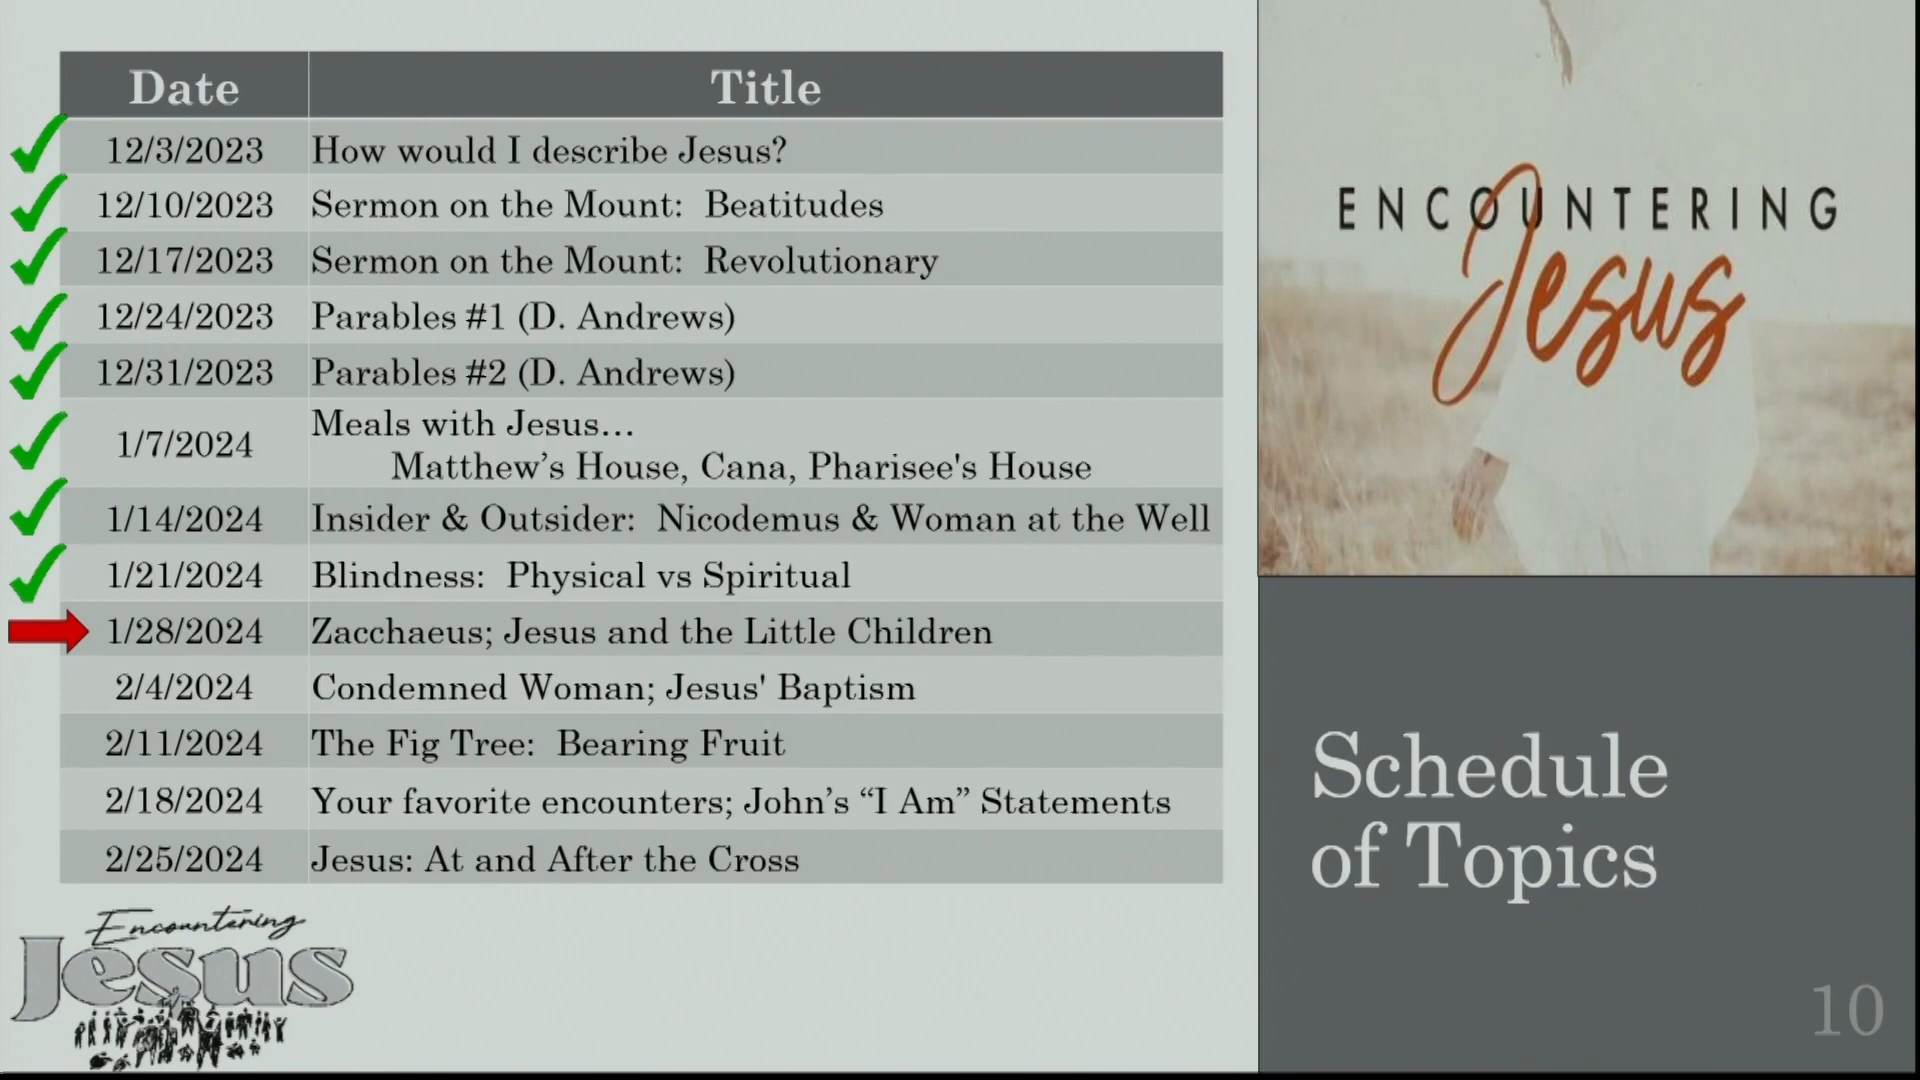 Date Title
12/3/2023 How would I describe Jesus?
12/10/2023 Sermon on the Mount:  Beatitudes
12/17/2023 Sermon on the Mount:  Revolutionary
12/24/2023 Parables #1 (D. Andrews)
12/31/2023 Parables #2 (D. Andrews)
1/7/2024 Meals with Jesus…
Matthew’s House, Cana, Pharisee's House
1/14/2024 Insider & Outsider:  Nicodemus & Woman at the Well
1/21/2024 Blindness:  Physical vs Spiritual
1/28/2024 Zacchaeus; Jesus and the Little Children
2/4/2024 Condemned Woman; Jesus' Baptism
2/11/2024 The Fig Tree:  Bearing Fruit
2/18/2024 Your favorite encounters; John’s “I Am” Statements
2/25/2024 Jesus: At and After the Cross
Encountering
Jesus
ENCOUNTERING
Jesus
Schedule
of Topics
10